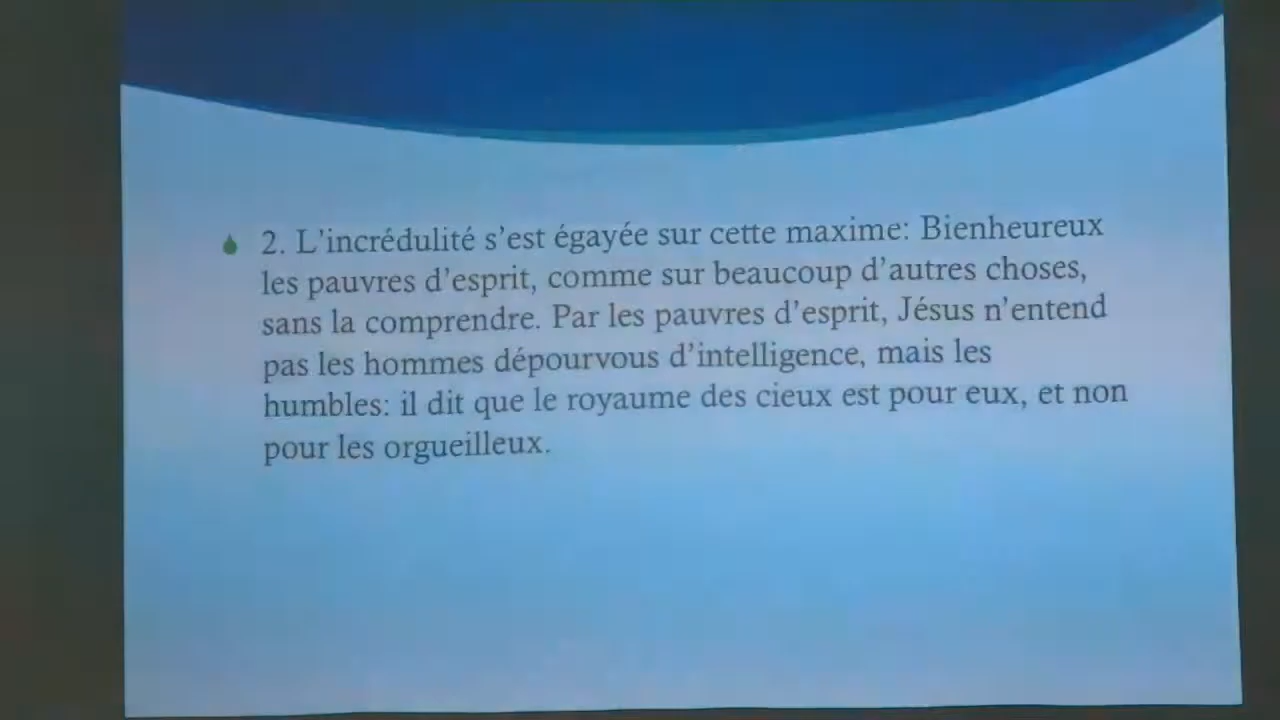 2. L'incrédulité s'est égayée sur cette maxime: Bienheureux
les pauvres d'esprit, comme sur beaucoup d'autres choses,
sans la comprendre. Par les pauvres d'esprit, Jésus n'entend
pas les hommes dépourvous d'intelligence, mais les
humbles: il dit que le royaume des cieux est pour eux, et non
pour les orgueilleux.